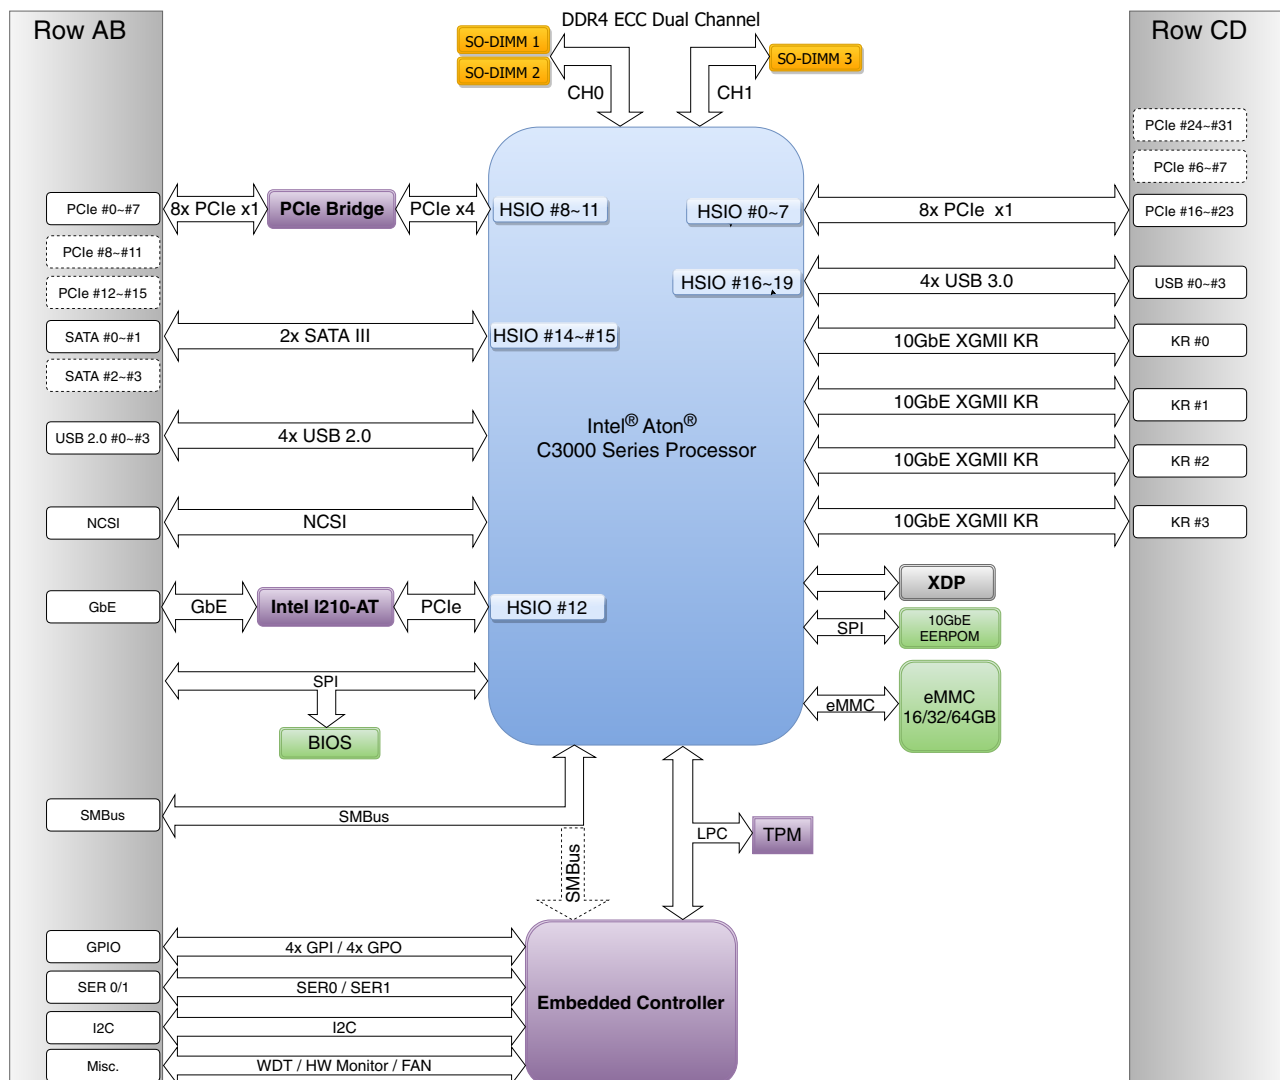 Row AB
DDR4 ECC Dual Channel
Row CD
SO-DIMM 1
SO-DIMM 2
SO-DIMM 3
CH0
CH1
PCIe #24~#31
PCIe #6~#7
PCIe #0~#7
8x PCIe x1
PCIe Bridge
PCIe x4
HSIO #8~11
HSIO #0~7
8x PCIe x1
PCIe #16~#23
PCIe #8~#11
PCIe #12~#15
HSIO #16~19
4x USB 3.0
USB #0~#3
SATA #0~#1
2x SATA III
HSIO #14~#15
10GbE XGMII KR
KR #0
SATA #2~#3
10GbE XGMII KR
KR #1
USB 2.0 #0~#3
4x USB 2.0
Intel® Aton®
C3000 Series Processor
10GbE XGMII KR
KR #2
NCSI
NCSI
10GbE XGMII KR
KR #3
XDP
GbE
GbE
Intel I210-AT
PCIe
HSIO #12
SPI
10GbE
EERPOM
SPI
BIOS
eMMC
eMMC
16/32/64GB
SMBus
SMBus
SMBus
LPC
TPM
GPIO
4x GPI / 4x GPO
SER 0/1
SER0 / SER1
Embedded Controller
I2C
I2C
Misc.
WDT / HW Monitor / FAN